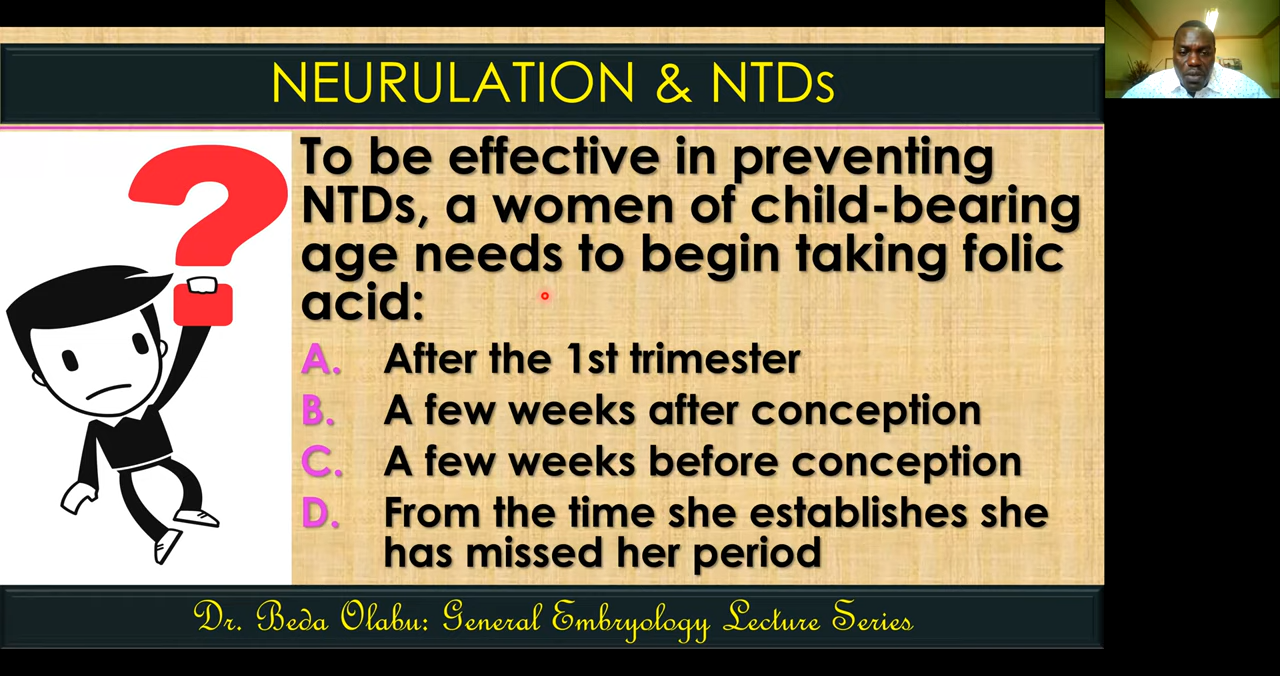 NEURULATION & NTDs
To be effective in preventing
NTDs, a women of child-bearing
age needs to begin taking folic
acid:
A. After the 1st trimester
B. A few weeks after conception
C. A few weeks before conception
D. From the time she establishes she
has missed her period
Dr. Beda Olabu: General Embryology Lecture Series